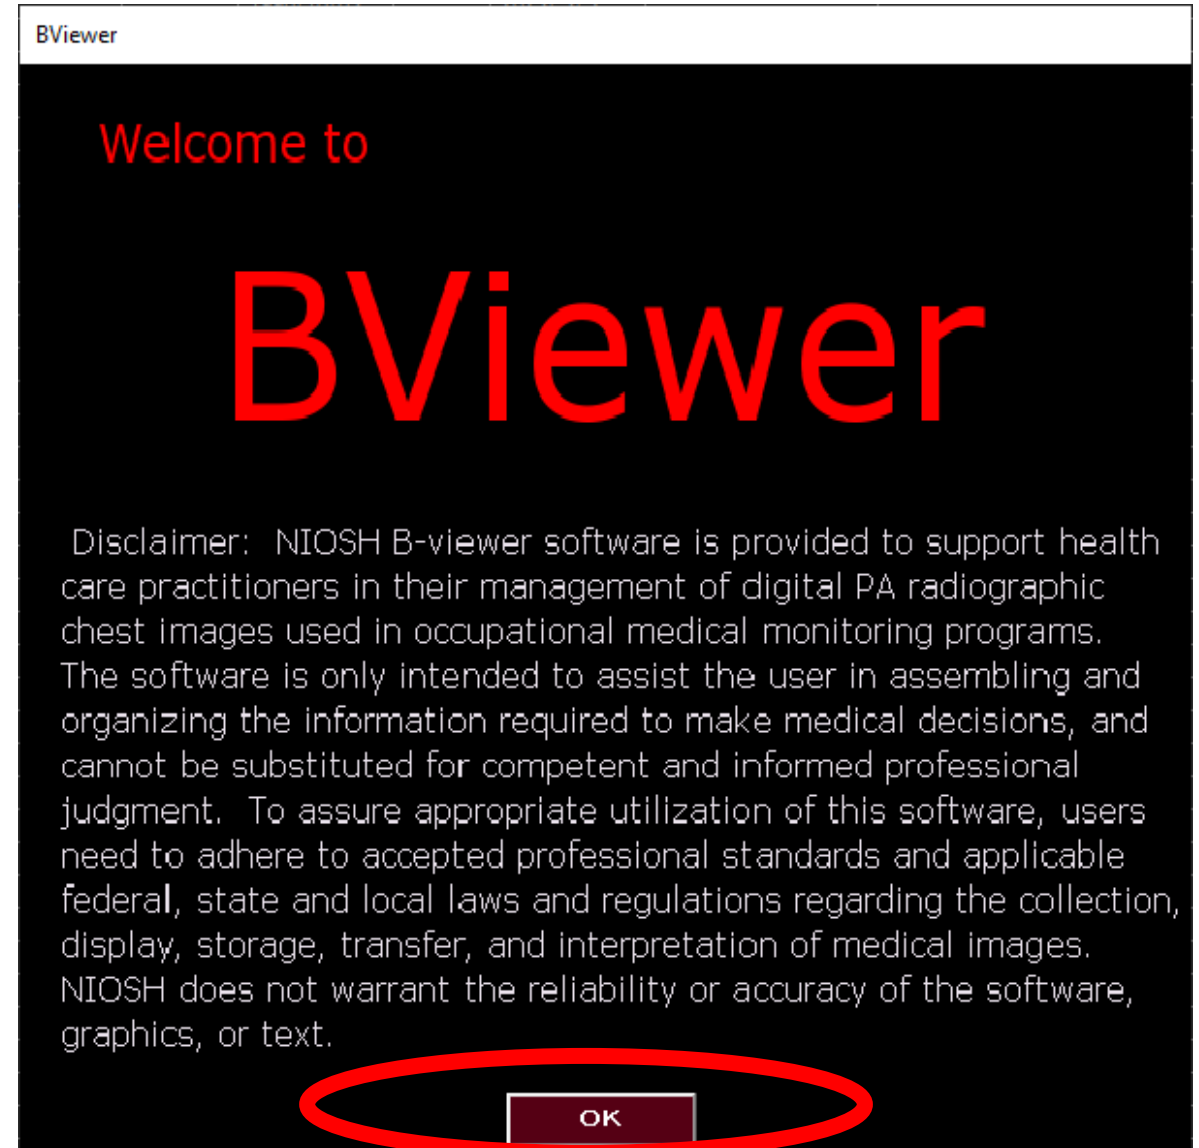 BViewer
Welcome to
BViewer
Disclaimer:  NIOSH B-viewer software is provided to support health
care practitioners in their management of digital PA radiographic
chest images used in occupational medical monitoring programs.
The software is only intended to assist the user in assembling and
organizing the information required to make medical decisions, and
cannot be substituted for competent and informed professional
judgment.  To assure appropriate utilization of this software, users
need to adhere to accepted professional standards and applicable
federal, state and local laws and regulations regarding the collection,
display, storage, transfer, and interpretation of medical images.
NIOSH does not warrant the reliability or accuracy of the software,
graphics, or text.
OK